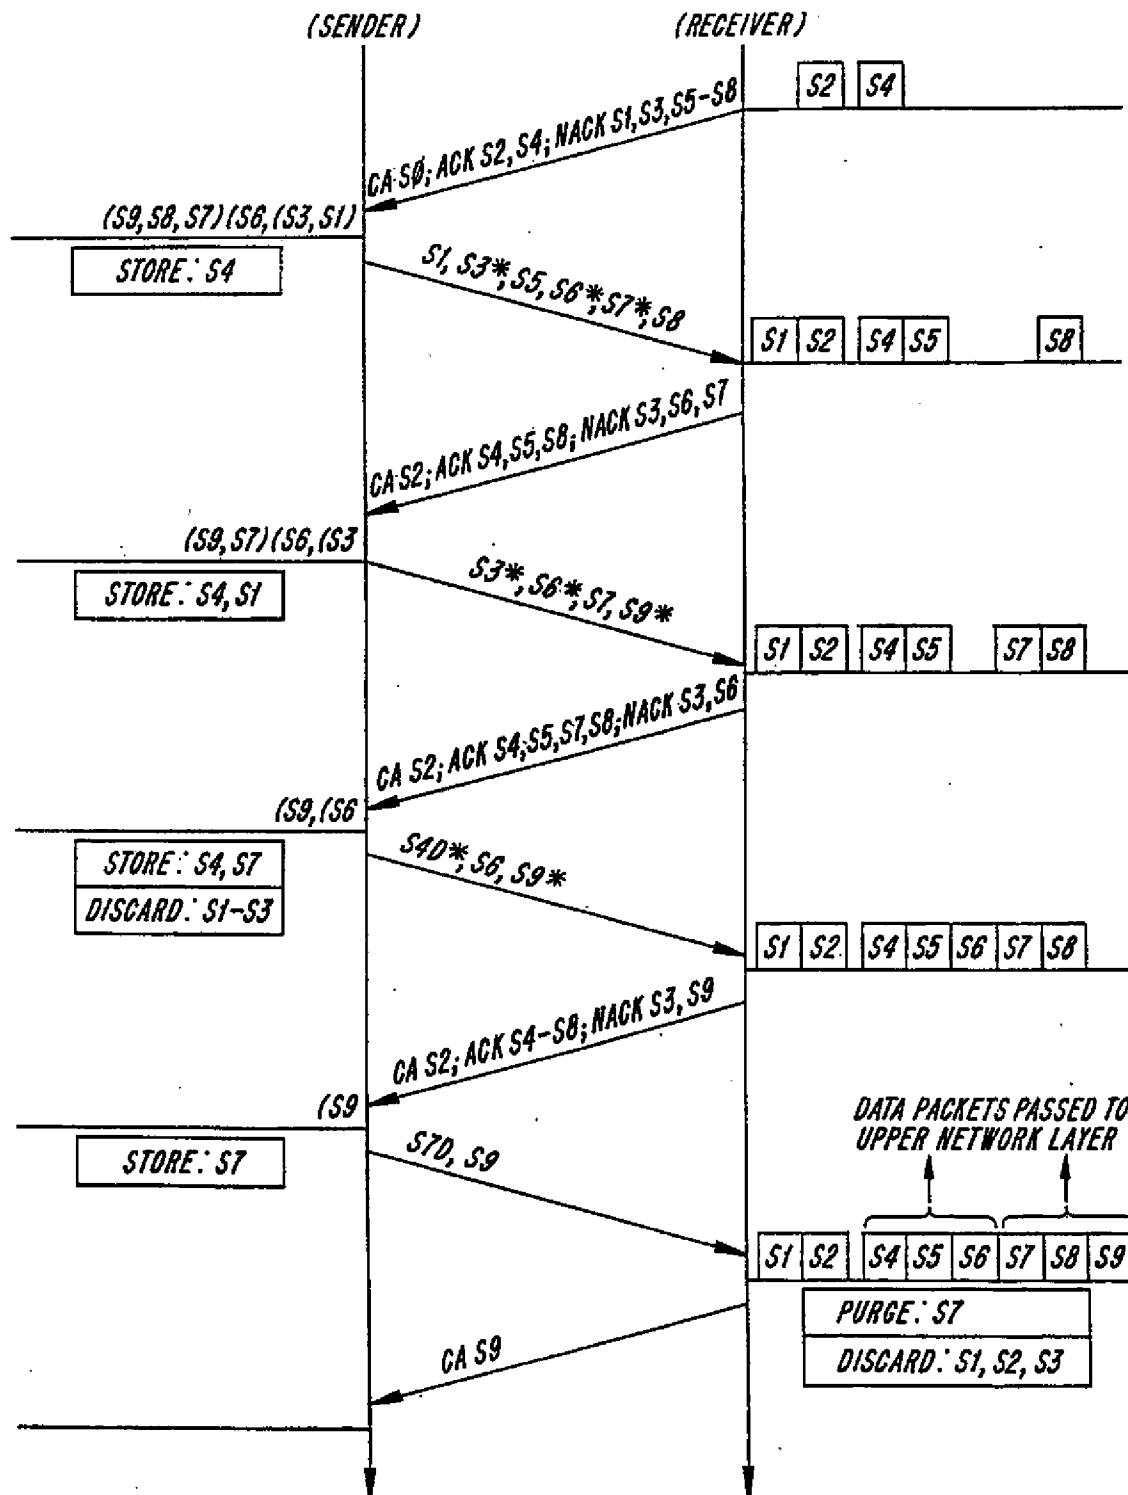 (SENDER)
(RECEIVER)
S2 S4
CA SØ; ACK S2, S4; NACK S1, S3, S5-S8
(S9, S8, S7)(S6, (S3, S1)
STORE: S4
S1, S3*, S5, S6*, S7*, S8
S1 S2 S4 S5 S8
CA S2; ACK S4, S5, S8; NACK S3, S6, S7
(S9, S7)(S6, (S3
STORE: S4, S1
S3*, S6*, S7, S9*
S1 S2 S4 S5 S7 S8
CA S2; ACK S4, S5, S7, S8; NACK S3, S6
(S9, (S6
STORE: S4, S7
DISCARD: S1-S3
S4D*, S6, S9*
S1 S2 S4 S5 S6 S7 S8
CA S2; ACK S4-S8; NACK S3, S9
(S9
STORE: S7
S7D, S9
DATA PACKETS PASSED TO
UPPER NETWORK LAYER
S1 S2 S4 S5 S6 S7 S8 S9
PURGE: S7
DISCARD: S1, S2, S3
CA S9